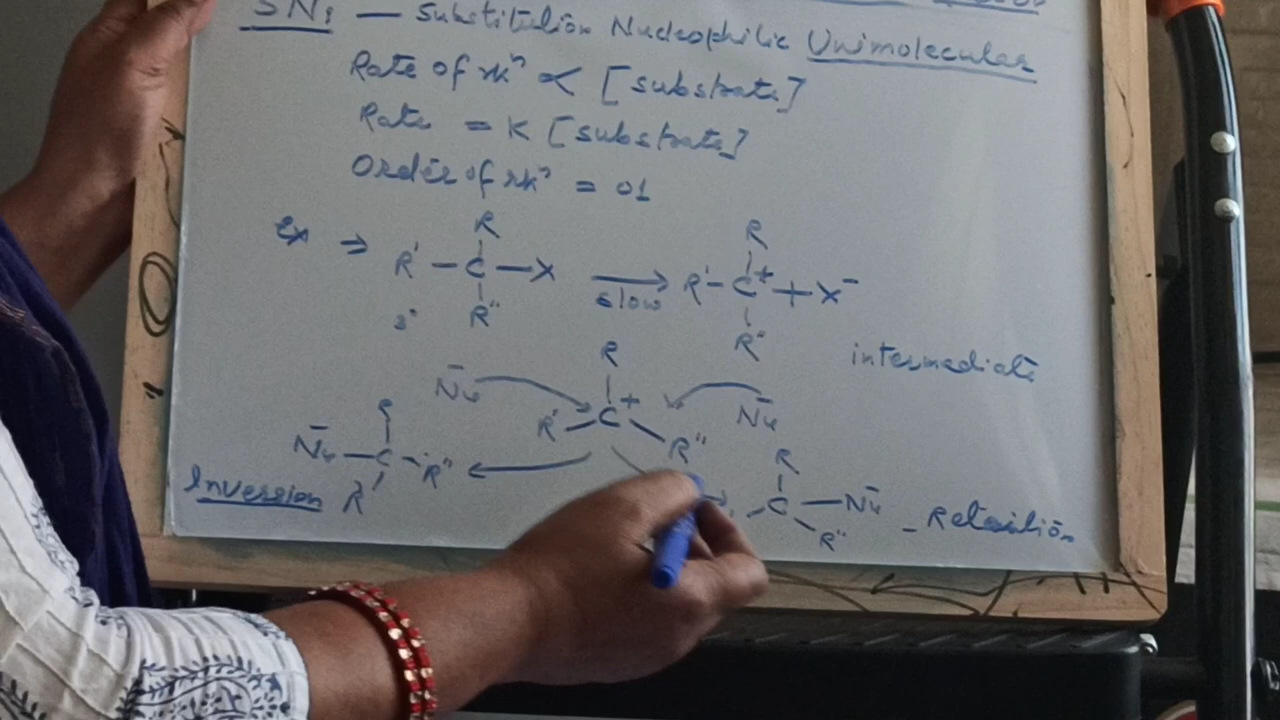 SN1 — Substitution Nucleophilic Unimolecular
Rate of rxⁿ ∝ [substrate]
Rate = K [substrate]
Order of rxⁿ = 01
Ex ⇒ R' — C — X slow R' - C⁺ + X⁻
R R
R" R"
3°
intermediate
R
N̄u C⁺ N̄u
R' R"
R R
N̄u — C R" C — N̄u - Retention
Inversion R' R"